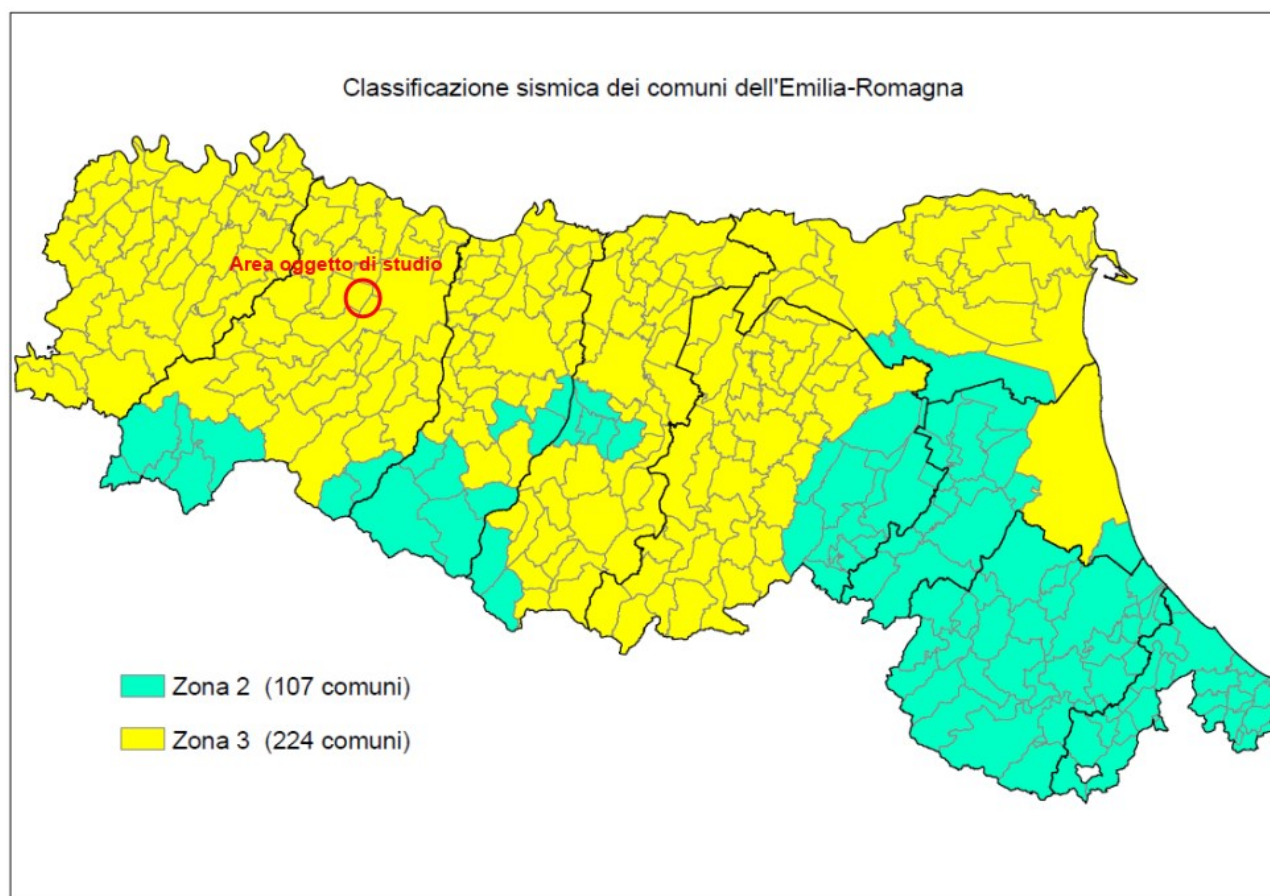 Classificazione sismica dei comuni dell'Emilia-Romagna
Area oggetto di studio
Zona 2 (107 comuni)
Zona 3 (224 comuni)